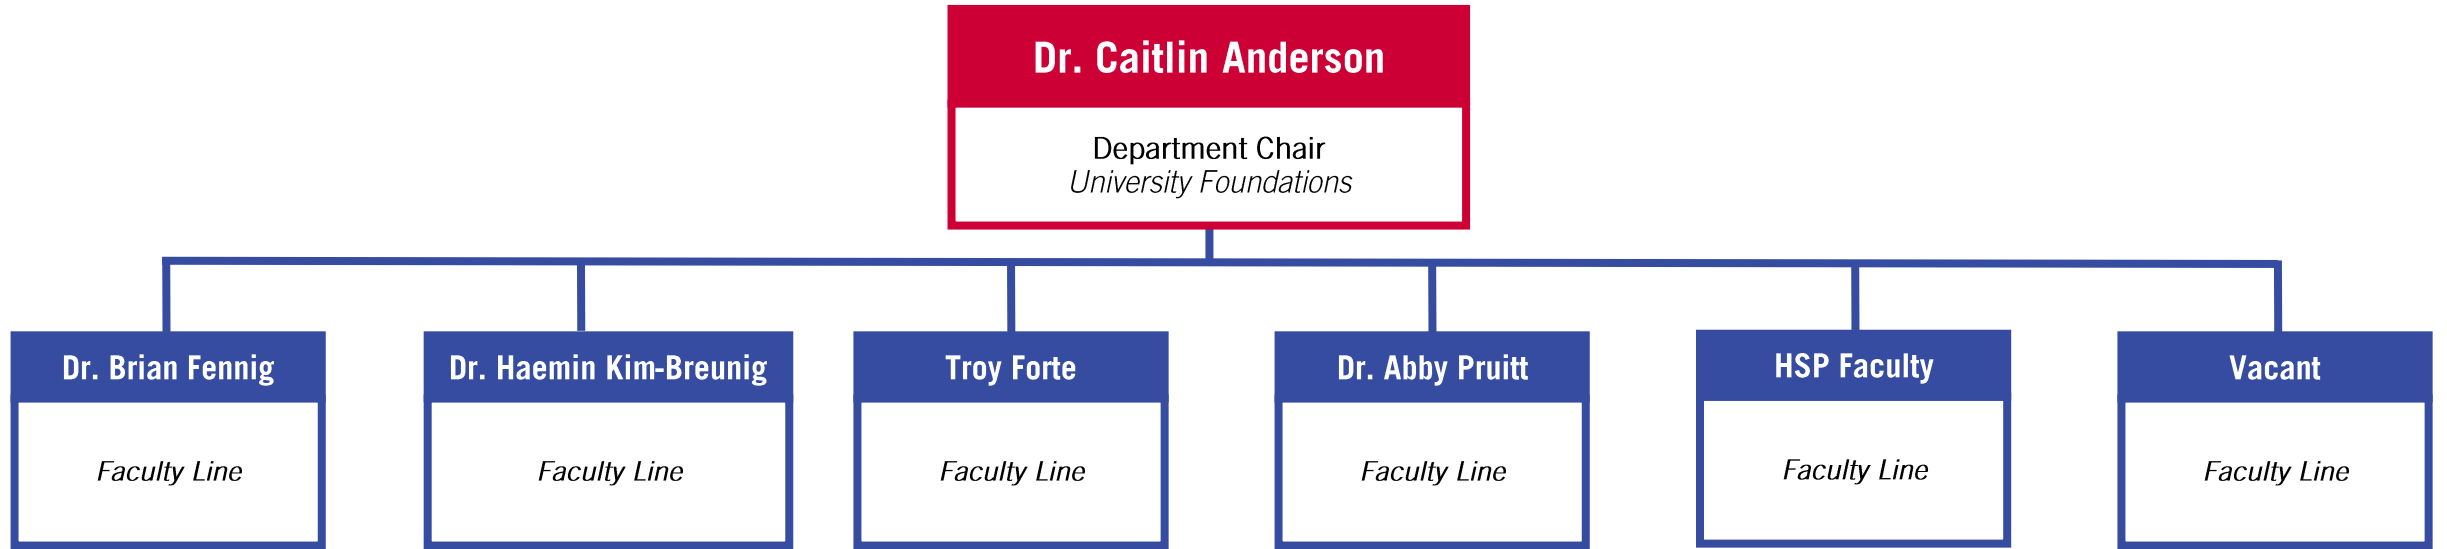 Dr. Caitlin Anderson
Department Chair
University Foundations
Dr. Brian Fennig
Faculty Line
Dr. Haemin Kim-Breunig
Faculty Line
Troy Forte
Faculty Line
Dr. Abby Pruitt
Faculty Line
HSP Faculty
Faculty Line
Vacant
Faculty Line